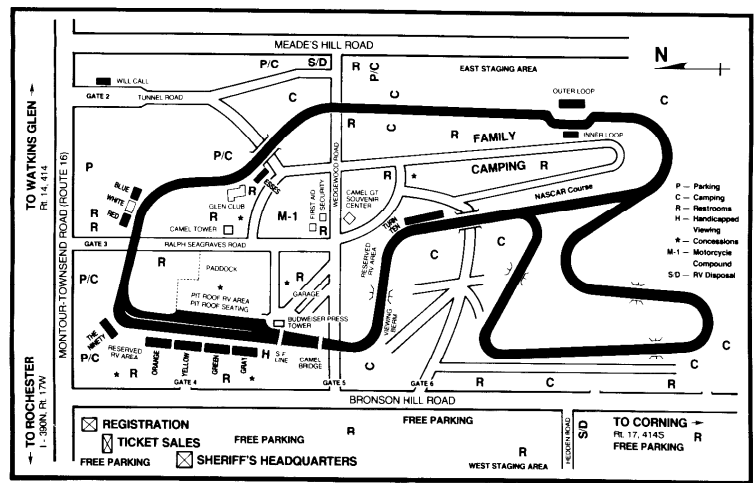 MEADE'S HILL ROAD
P/C
S/D
R
P/C
EAST STAGING AREA
N
TO WATKINS GLEN →
Rt. 14, 414
WILL CALL
GATE 2
TUNNEL ROAD
C
C
C
OUTER LOOP
C
R
C
R
FAMILY
INNER LOOP
P
P/C
WEDGEWOOD ROAD
CAMPING
R
BLUE
WHITE
RED
ESSES
R
R
GLEN CLUB
R
*
M-1
FIRST AID
SECURITY
R
CAMEL GT
SOUVENIR
CENTER
R
*
NASCAR Course
P – Parking
C – Camping
R – Restrooms
H – Handicapped
Viewing
* – Concessions
M-1 – Motorcycle
Compound
S/D – RV Disposal
R
R
CAMEL TOWER
TURN
TEN
GATE 3
RALPH SEAGRAVES ROAD
MONTOUR-TOWNSEND ROAD (ROUTE 16)
P/C
R
PADDOCK
*
PIT ROOF RV AREA
PIT ROOF SEATING
*
R
GARAGE
RESERVED
RV AREA
C
C
C
BUDWEISER PRESS
TOWER
VIEWING
BERM
THE
NINETY
P/C
RESERVED
RV AREA
ORANGE
YELLOW
GREEN
GRAY
H
S.F.
LINE
CAMEL
BRIDGE
C
C
C
*
R
R
*
R
C
R
GATE 4
GATE 5
GATE 6
BRONSON HILL ROAD
← TO ROCHESTER
I - 390N, Rt. 17W
REGISTRATION
TICKET SALES
FREE PARKING
SHERIFF'S HEADQUARTERS
FREE PARKING
R
FREE PARKING
R
WEST STAGING AREA
HEDDEN ROAD
S/D
TO CORNING →
Rt. 17, 414S
R
FREE PARKING